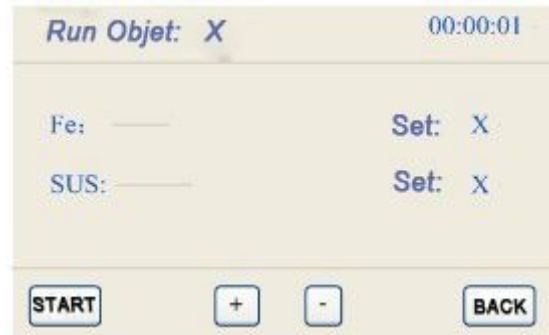 Run Objet: X 00:00:01
Fe: Set: X
SUS: Set: X
START + - BACK